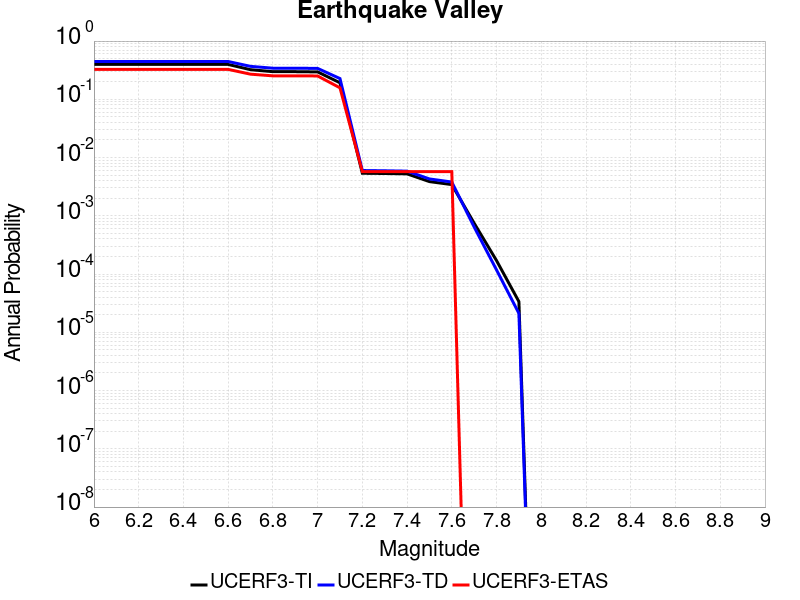 Earthquake Valley
10^0
10^-1
10^-2
10^-3
10^-4
10^-5
10^-6
10^-7
10^-8
Annual Probability
6 6.2 6.4 6.6 6.8 7 7.2 7.4 7.6 7.8 8 8.2 8.4 8.6 8.8 9
Magnitude
UCERF3-TI UCERF3-TD UCERF3-ETAS